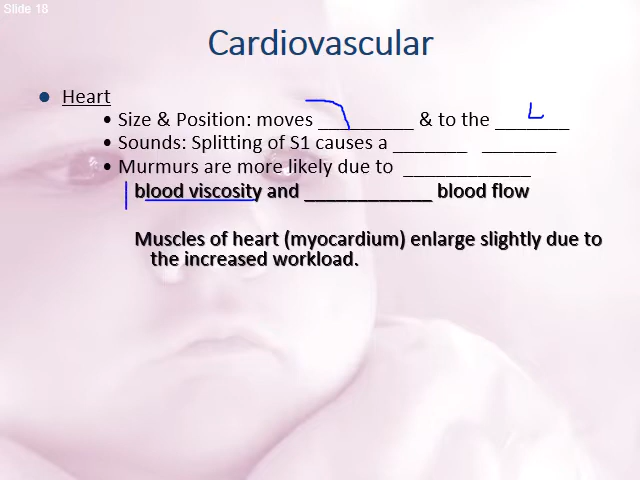 Slide 18
Cardiovascular
Heart
• Size & Position: moves _________ & to the _______
L
• Sounds: Splitting of S1 causes a _______ _______
• Murmurs are more likely due to ____________
blood viscosity and ____________ blood flow
Muscles of heart (myocardium) enlarge slightly due to
the increased workload.